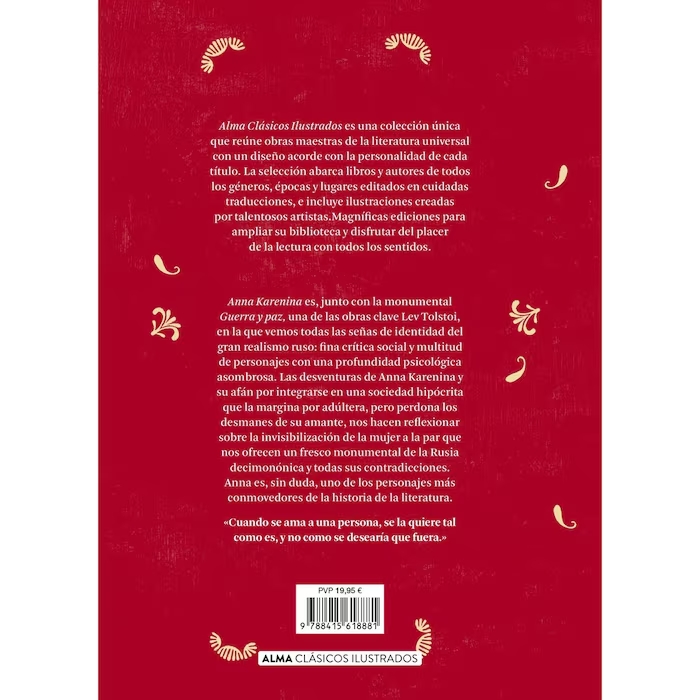 Alma Clásicos Ilustrados es una colección única
que reúne obras maestras de la literatura universal
con un diseño acorde con la personalidad de cada
título. La selección abarca libros y autores de todos
los géneros, épocas y lugares editados en cuidadas
traducciones, e incluye ilustraciones creadas
por talentosos artistas.Magníficas ediciones para
ampliar su biblioteca y disfrutar del placer
de la lectura con todos los sentidos.
Anna Karenina es, junto con la monumental
Guerra y paz, una de las obras clave Lev Tolstoi,
en la que vemos todas las señas de identidad del
gran realismo ruso: fina crítica social y multitud
de personajes con una profundidad psicológica
asombrosa. Las desventuras de Anna Karenina y
su afán por integrarse en una sociedad hipócrita
que la margina por adúltera, pero perdona los
desmanes de su amante, nos hacen reflexionar
sobre la invisibilización de la mujer a la par que
nos ofrecen un fresco monumental de la Rusia
decimonónica y todas sus contradicciones.
Anna es, sin duda, uno de los personajes más
conmovedores de la historia de la literatura.
«Cuando se ama a una persona, se la quiere tal
como es, y no como se desearía que fuera.»
PVP 19,95 €
9 788415 618881
ALMA CLÁSICOS ILUSTRADOS